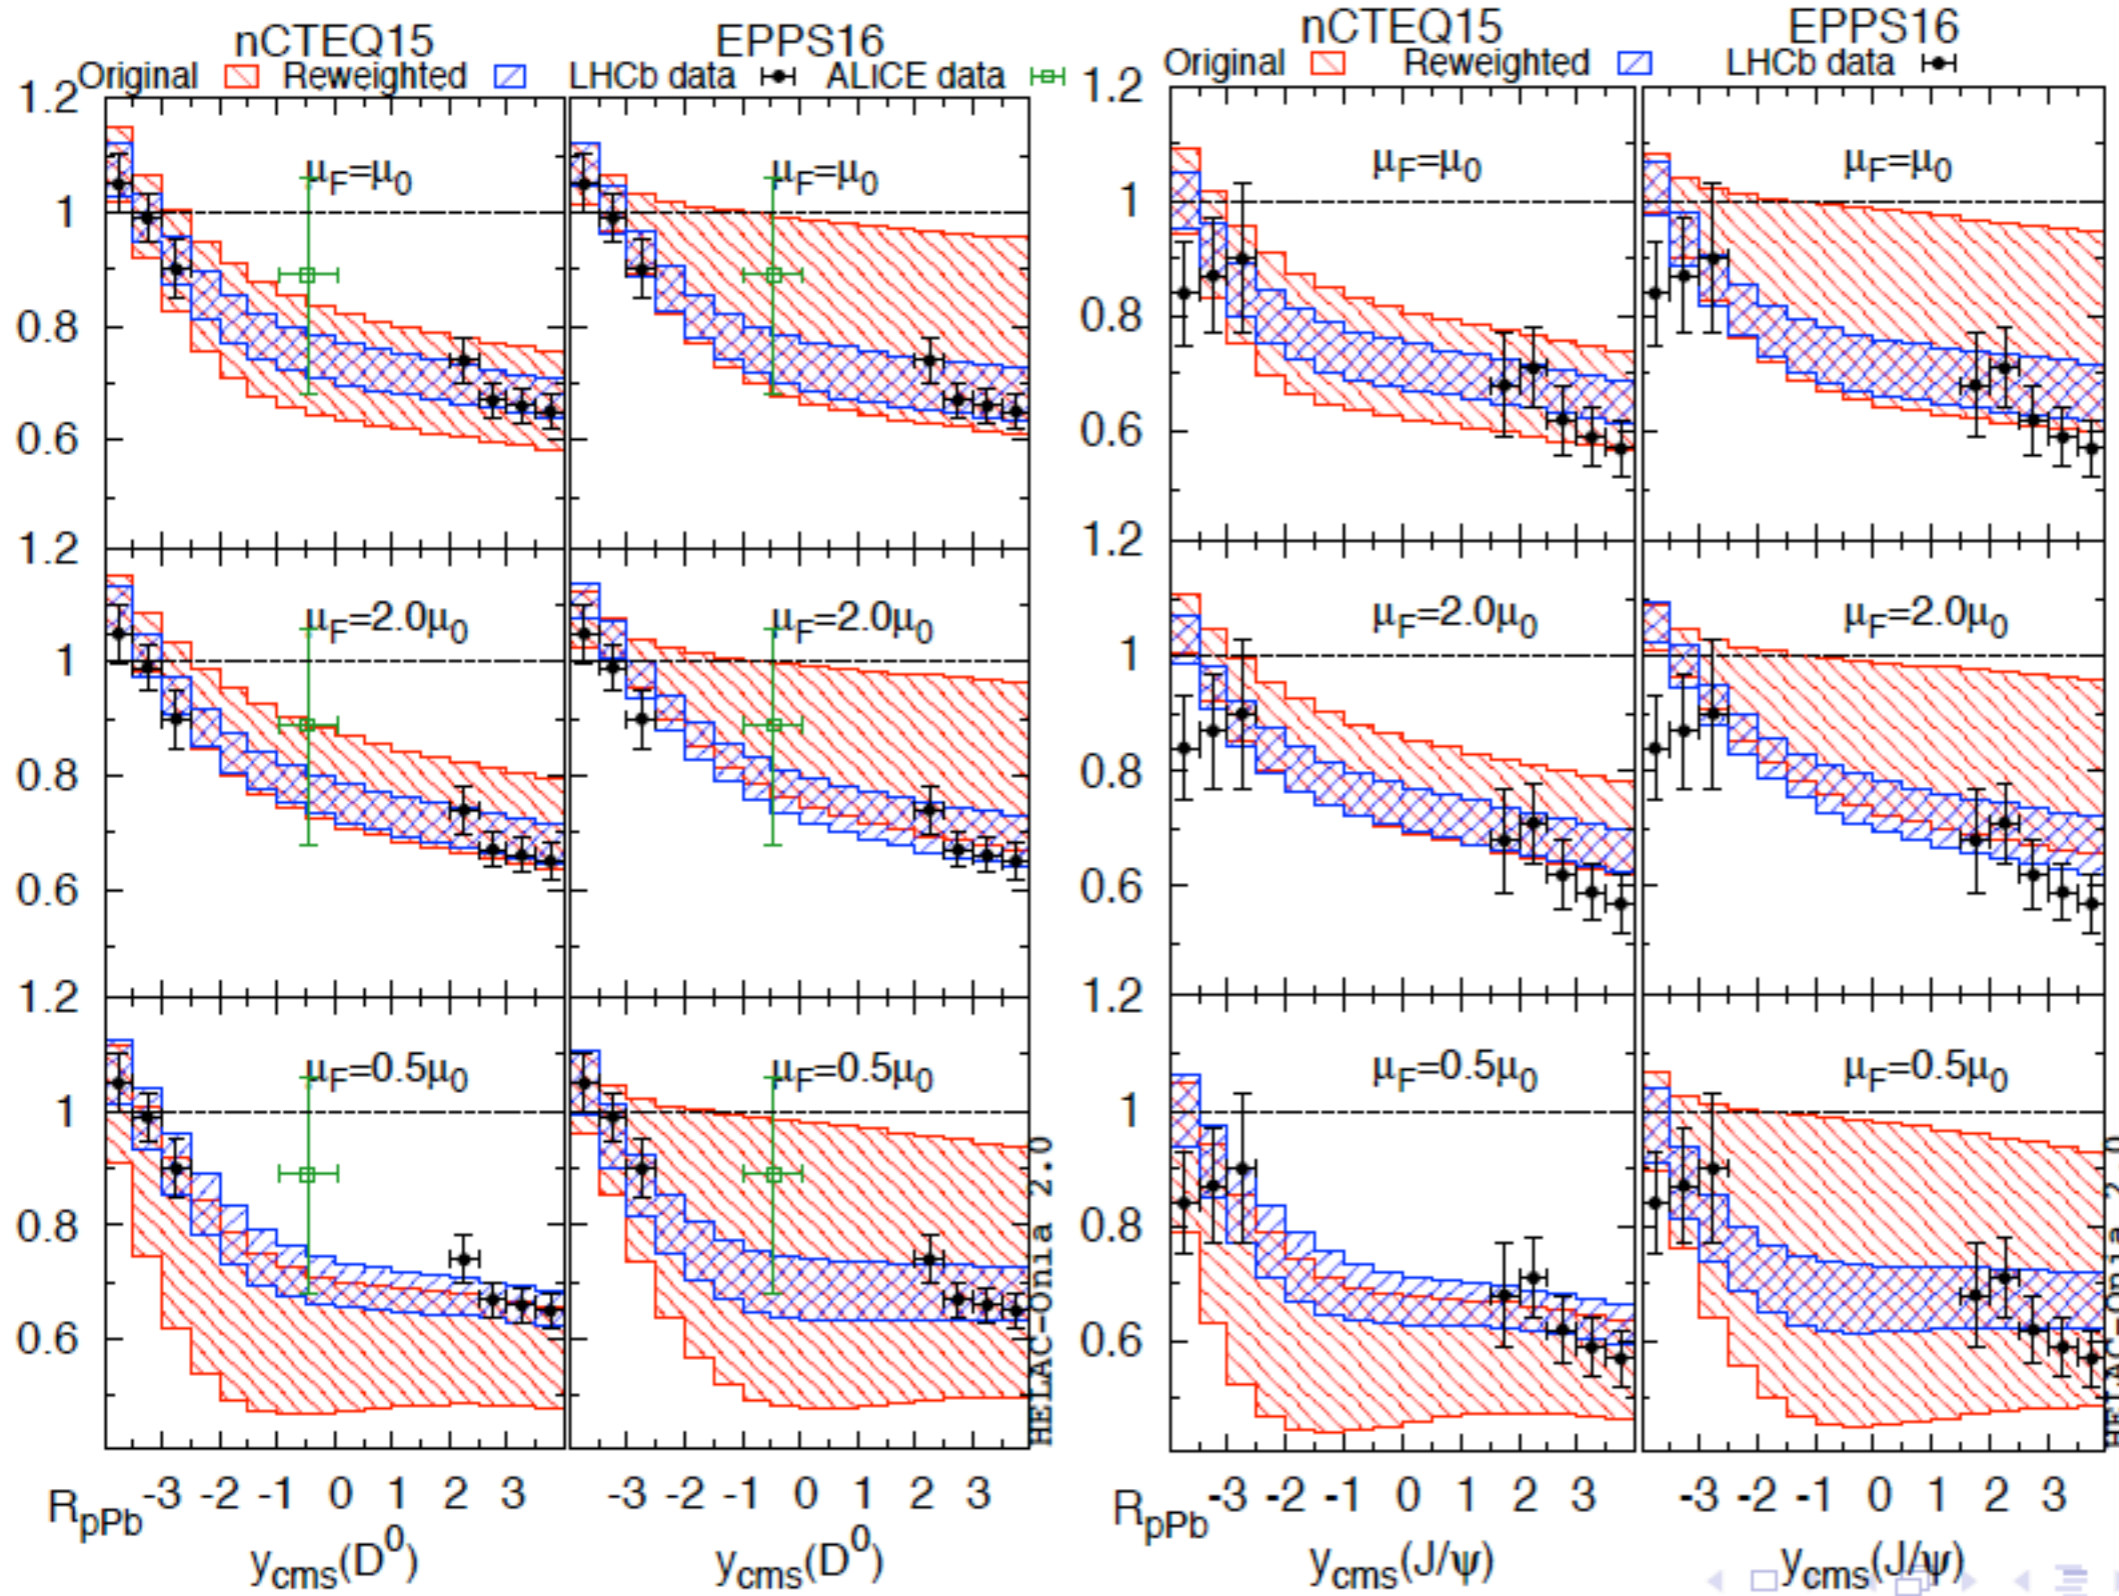 nCTEQ15 EPPS16
Original Reweighted LHCb data ALICE data
1.2
μF=μ0 μF=μ0
1
0.8
0.6
1.2
μF=2.0μ0 μF=2.0μ0
1
0.8
0.6
1.2
μF=0.5μ0 μF=0.5μ0
1
0.8
0.6
HELAC-Onia 2.0
RpPb -3 -2 -1 0 1 2 3 -3 -2 -1 0 1 2 3
ycms(D0) ycms(D0)
nCTEQ15 EPPS16
Original Reweighted LHCb data
1.2
μF=μ0 μF=μ0
1
0.8
0.6
1.2
μF=2.0μ0 μF=2.0μ0
1
0.8
0.6
1.2
μF=0.5μ0 μF=0.5μ0
1
0.8
0.6
HELAC-Onia 2.0
RpPb -3 -2 -1 0 1 2 3 -3 -2 -1 0 1 2 3
ycms(J/ψ) ycms(J/ψ)